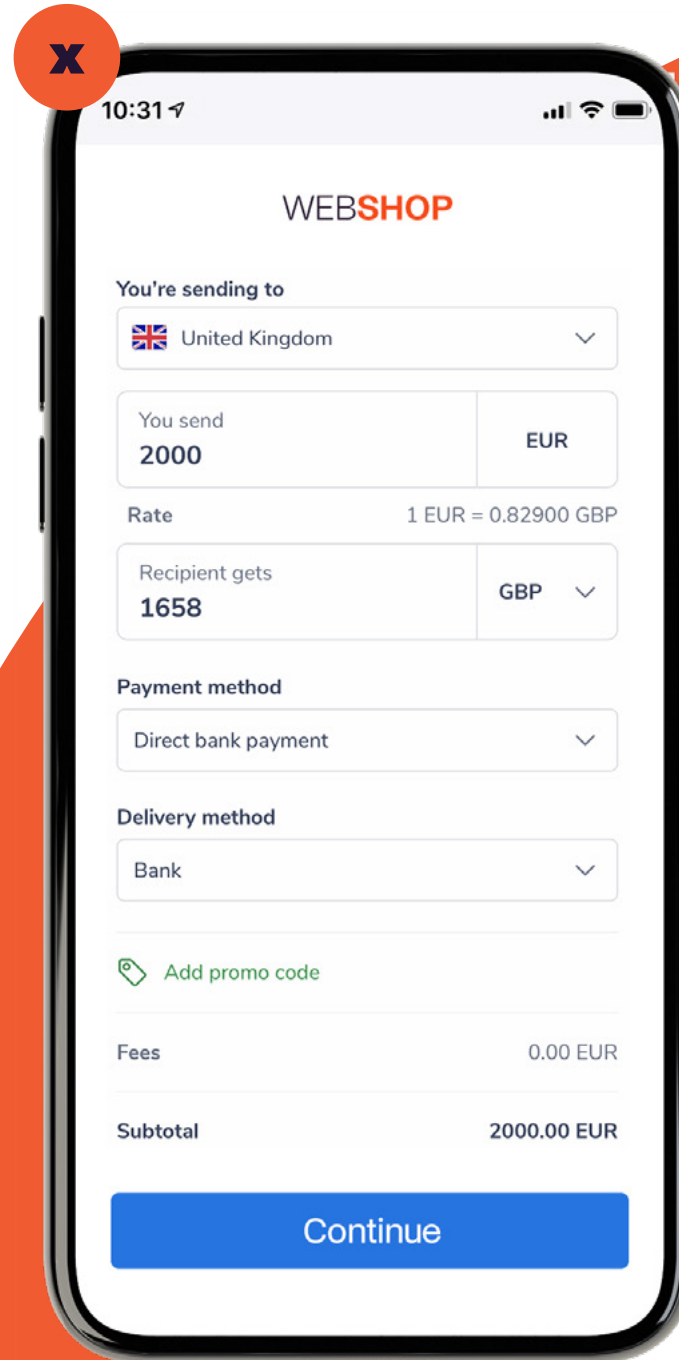 x
10:31
WEBSHOP
You're sending to
United Kingdom
You send
2000
EUR
Rate
1 EUR = 0.82900 GBP
Recipient gets
1658
GBP
Payment method
Direct bank payment
Delivery method
Bank
Add promo code
Fees
0.00 EUR
Subtotal
2000.00 EUR
Continue